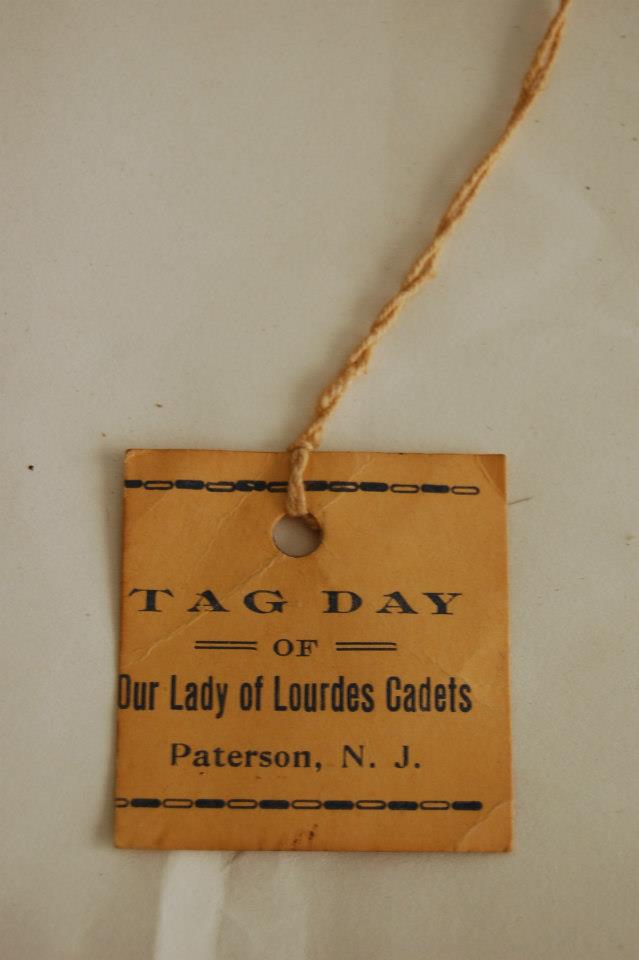 TAG DAY
OF
Our Lady of Lourdes Cadets
Paterson, N. J.